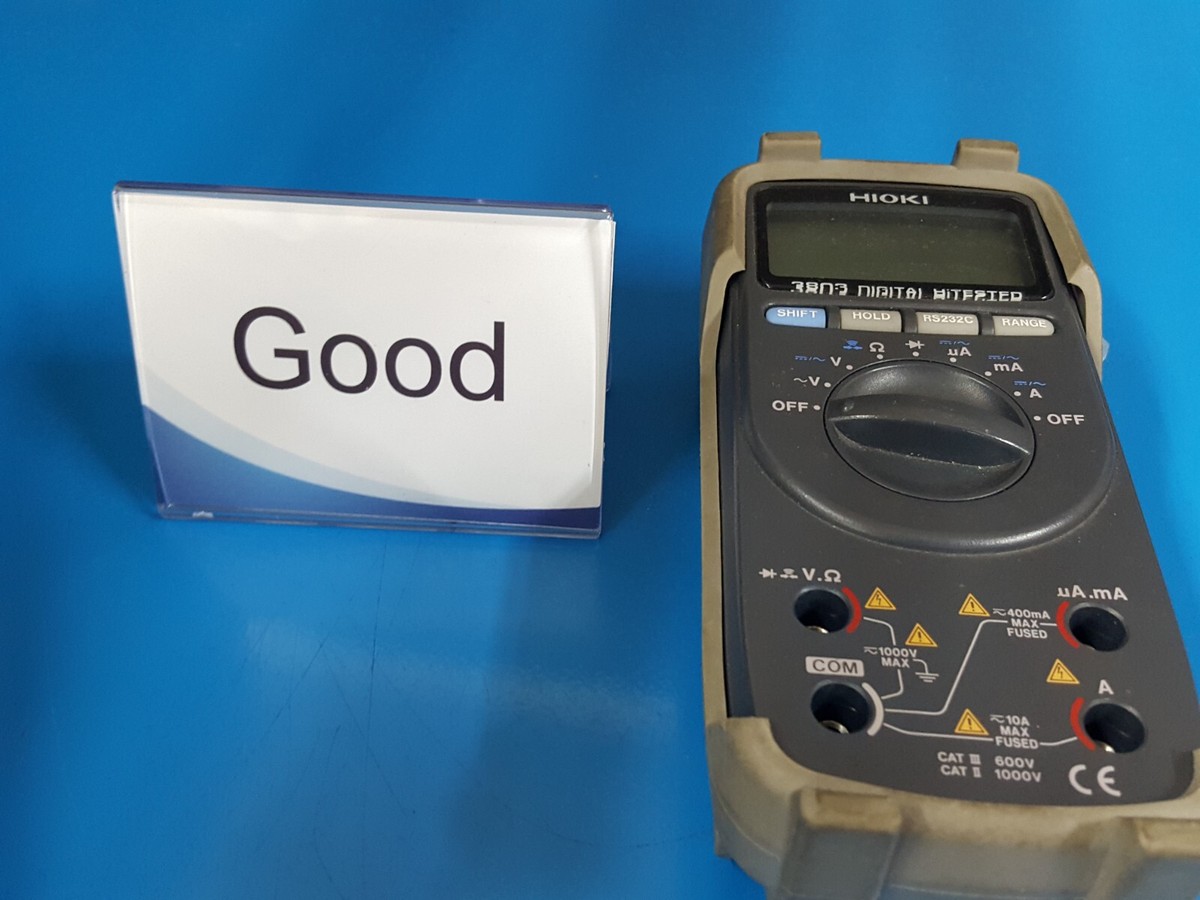 Good
HIOKI
3803 DIGITAL HiTESTER
SHIFT HOLD RS232C RANGE
Ω
µA
V
mA
~V
A
OFF
OFF
V.Ω
µA.mA
400mA
MAX
FUSED
1000V
MAX
COM
A
10A
MAX
FUSED
CAT III 600V
CAT II 1000V
CE